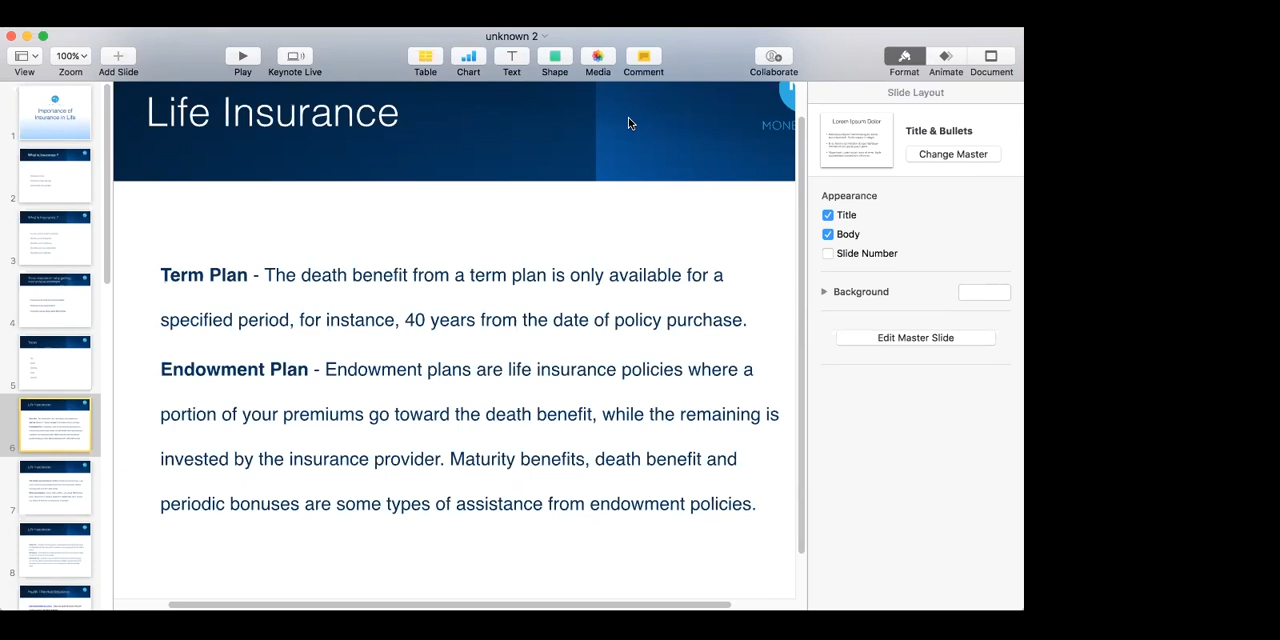 unknown 2
View
100%
Zoom
Add Slide
Play
Keynote Live
Table
Chart
Text
Shape
Media
Comment
Collaborate
Format
Animate
Document
Slide Layout
Lorem Ipsum Dolor
Title & Bullets
Change Master
Appearance
Title
Body
Slide Number
Background
Edit Master Slide
1
Importance of
Insurance in Life
2
What is Insurance ?
3
What is Insurance ?
4
5
6
Life Insurance
7
Life Insurance
8
Life Insurance
Life Insurance
MONE
Term Plan - The death benefit from a term plan is only available for a
specified period, for instance, 40 years from the date of policy purchase.
Endowment Plan - Endowment plans are life insurance policies where a
portion of your premiums go toward the death benefit, while the remaining is
invested by the insurance provider. Maturity benefits, death benefit and
periodic bonuses are some types of assistance from endowment policies.